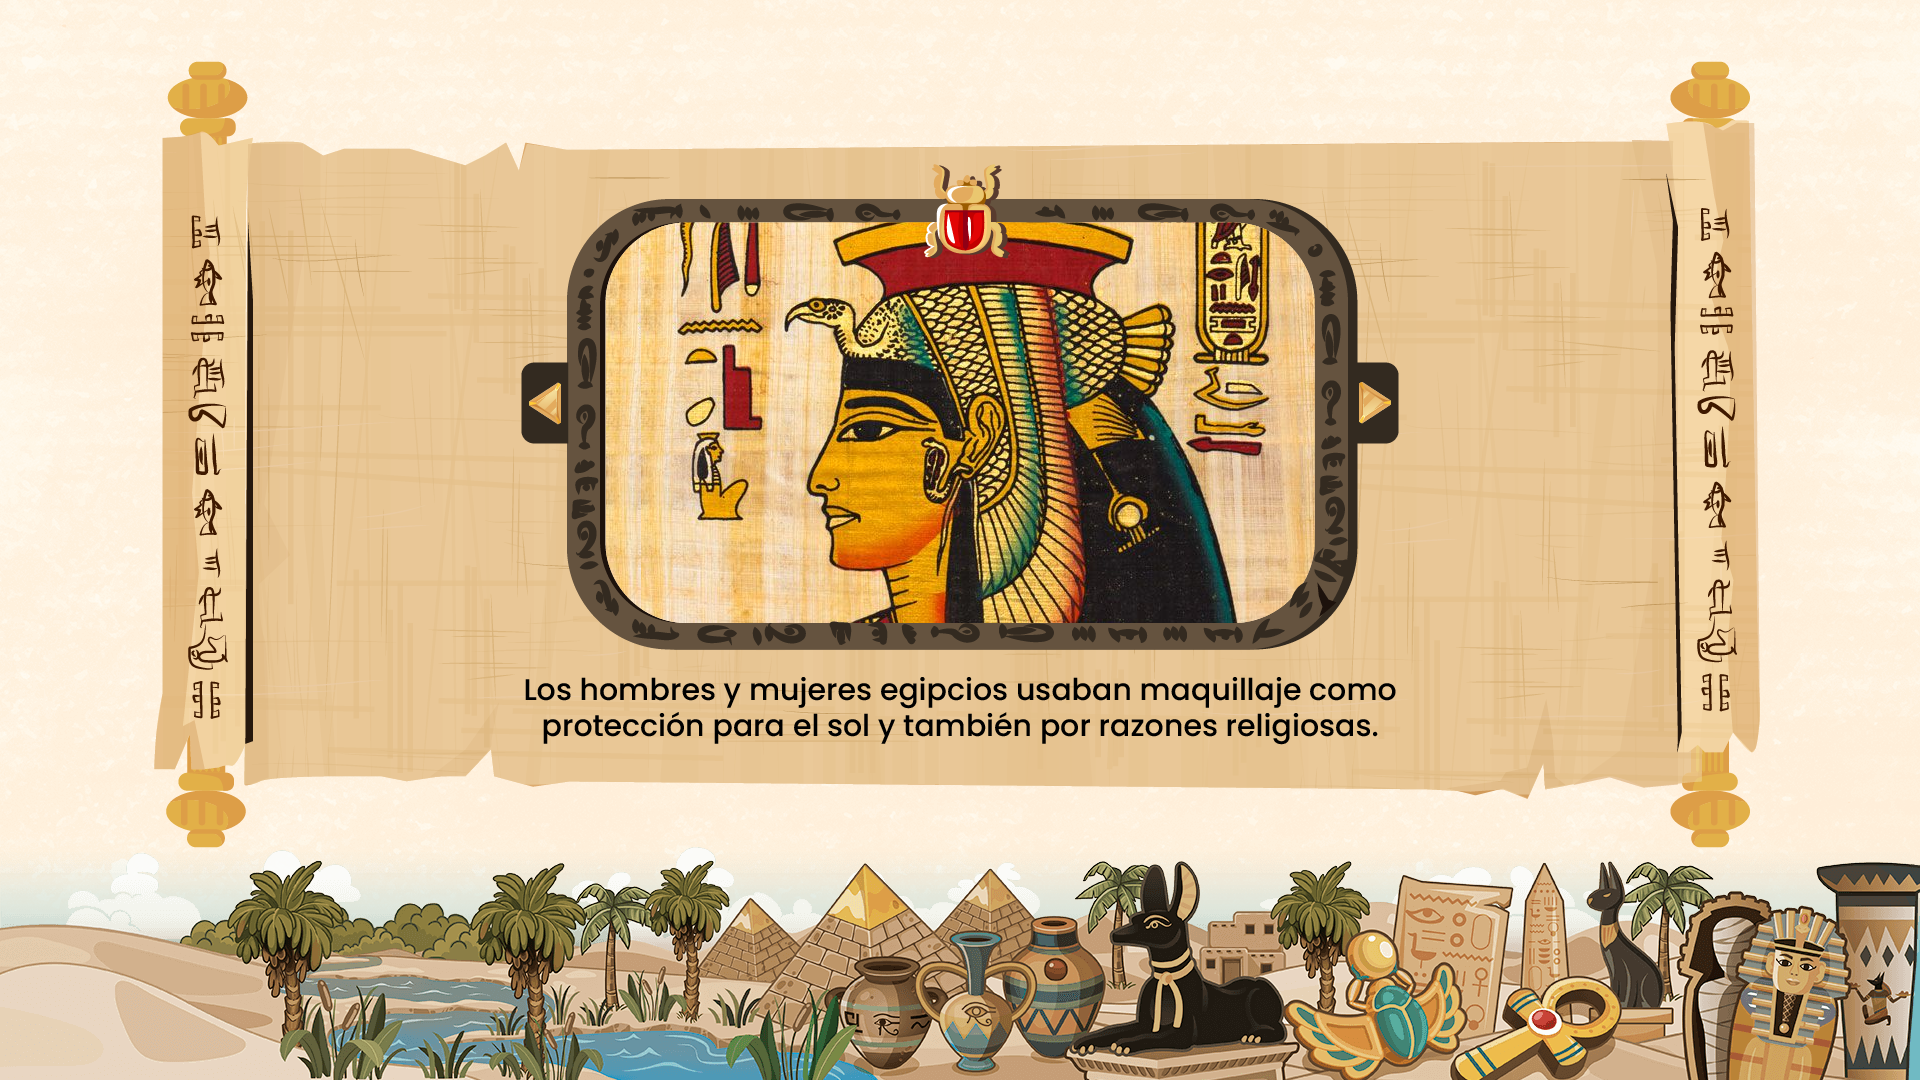 Los hombres y mujeres egipcios usaban maquillaje como
protección para el sol y también por razones religiosas.